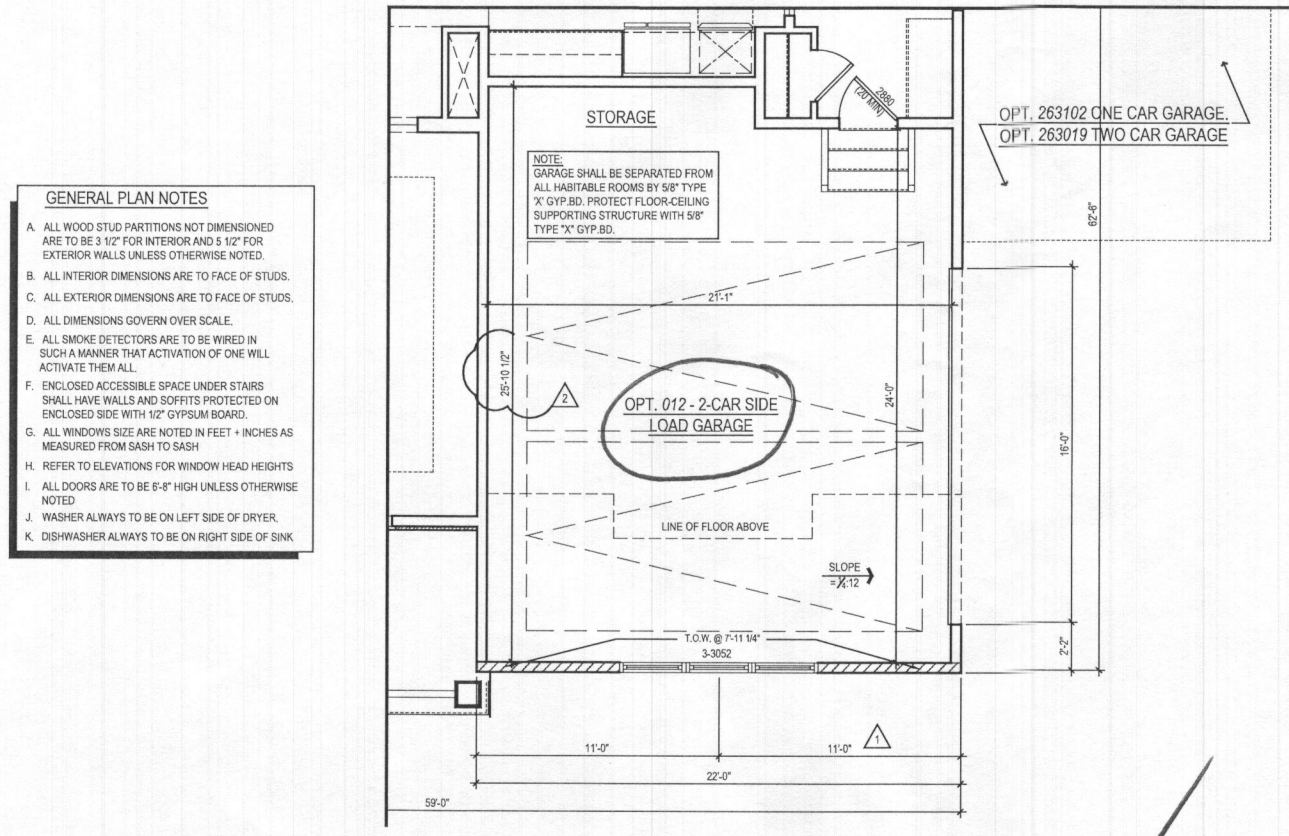 GENERAL PLAN NOTES
A. ALL WOOD STUD PARTITIONS NOT DIMENSIONED
ARE TO BE 3 1/2" FOR INTERIOR AND 5 1/2" FOR
EXTERIOR WALLS UNLESS OTHERWISE NOTED.
B. ALL INTERIOR DIMENSIONS ARE TO FACE OF STUDS.
C. ALL EXTERIOR DIMENSIONS ARE TO FACE OF STUDS.
D. ALL DIMENSIONS GOVERN OVER SCALE.
E. ALL SMOKE DETECTORS ARE TO BE WIRED IN
SUCH A MANNER THAT ACTIVATION OF ONE WILL
ACTIVATE THEM ALL.
F. ENCLOSED ACCESSIBLE SPACE UNDER STAIRS
SHALL HAVE WALLS AND SOFFITS PROTECTED ON
ENCLOSED SIDE WITH 1/2" GYPSUM BOARD.
G. ALL WINDOWS SIZE ARE NOTED IN FEET + INCHES AS
MEASURED FROM SASH TO SASH
H. REFER TO ELEVATIONS FOR WINDOW HEAD HEIGHTS
I. ALL DOORS ARE TO BE 6'-8" HIGH UNLESS OTHERWISE
NOTED
J. WASHER ALWAYS TO BE ON LEFT SIDE OF DRYER.
K. DISHWASHER ALWAYS TO BE ON RIGHT SIDE OF SINK
STORAGE
2880
(20 MIN)
OPT. 263102 ONE CAR GARAGE.
OPT. 263019 TWO CAR GARAGE
NOTE:
GARAGE SHALL BE SEPARATED FROM
ALL HABITABLE ROOMS BY 5/8" TYPE
'X' GYP.BD. PROTECT FLOOR-CEILING
SUPPORTING STRUCTURE WITH 5/8"
TYPE "X" GYP.BD.
62'-6"
21'-1"
25'-10 1/2"
2
24'-0"
OPT. 012 - 2-CAR SIDE
LOAD GARAGE
16'-0"
LINE OF FLOOR ABOVE
SLOPE
= 1/4:12
T.O.W. @ 7'-11 1/4"
3-3052
2'-2"
11'-0"
11'-0"
1
22'-0"
59'-0"